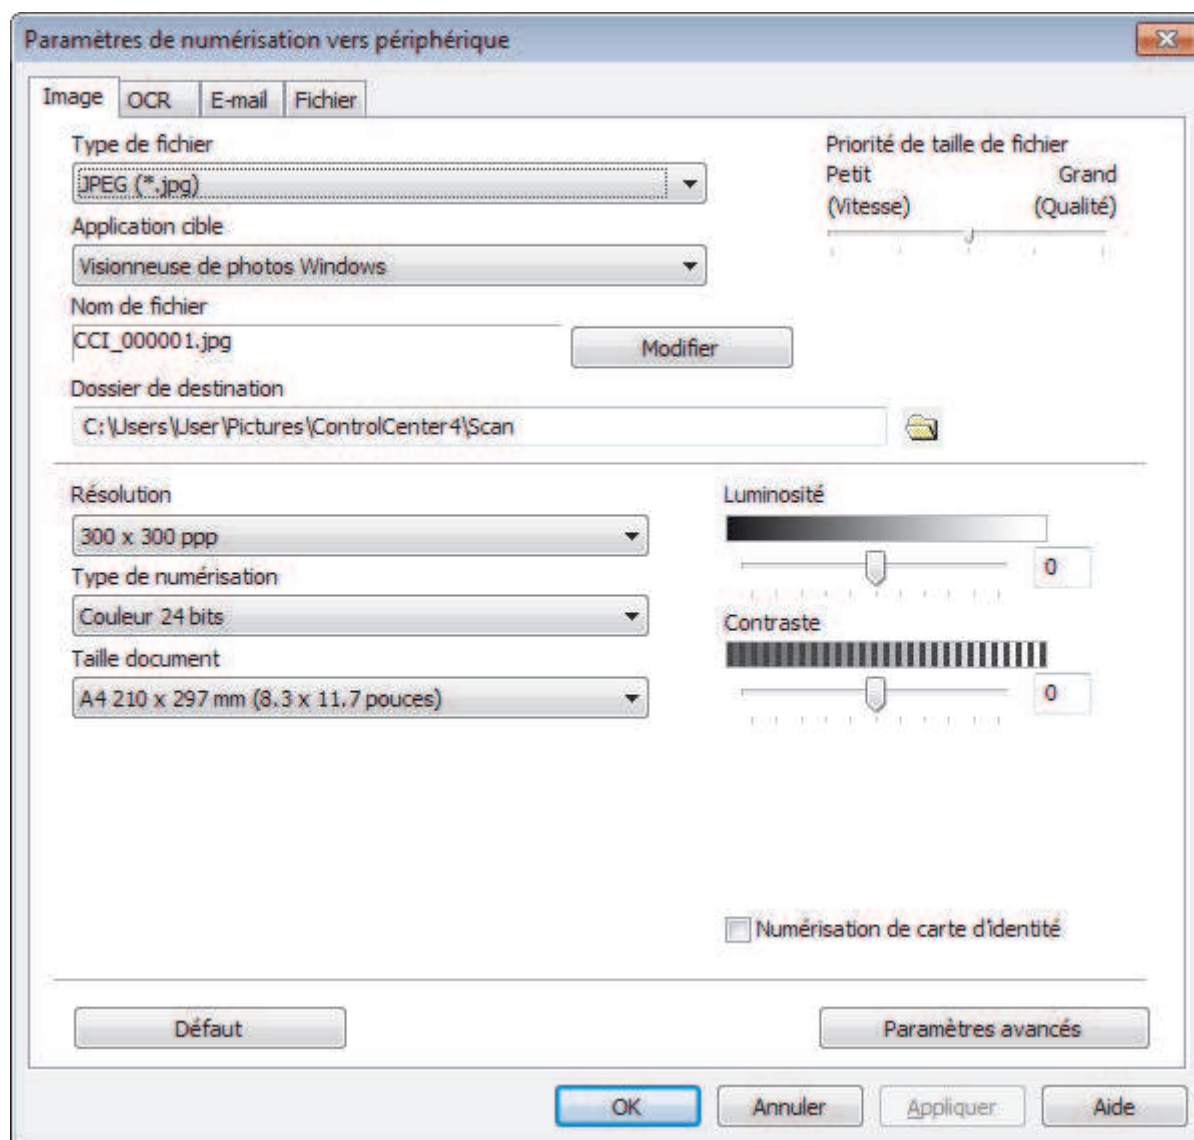 Paramètres de numérisation vers périphérique
Image OCR E-mail Fichier
Type de fichier
JPEG (*.jpg)
Application cible
Visionneuse de photos Windows
Nom de fichier
CCI_000001.jpg
Modifier
Dossier de destination
C:\Users\User\Pictures\ControlCenter4\Scan
Priorité de taille de fichier
Petit Grand
(Vitesse) (Qualité)
Résolution
300 x 300 ppp
Type de numérisation
Couleur 24 bits
Taille document
A4 210 x 297 mm (8.3 x 11.7 pouces)
Luminosité
0
Contraste
0
Numérisation de carte d'identité
Défaut
Paramètres avancés
OK Annuler Appliquer Aide